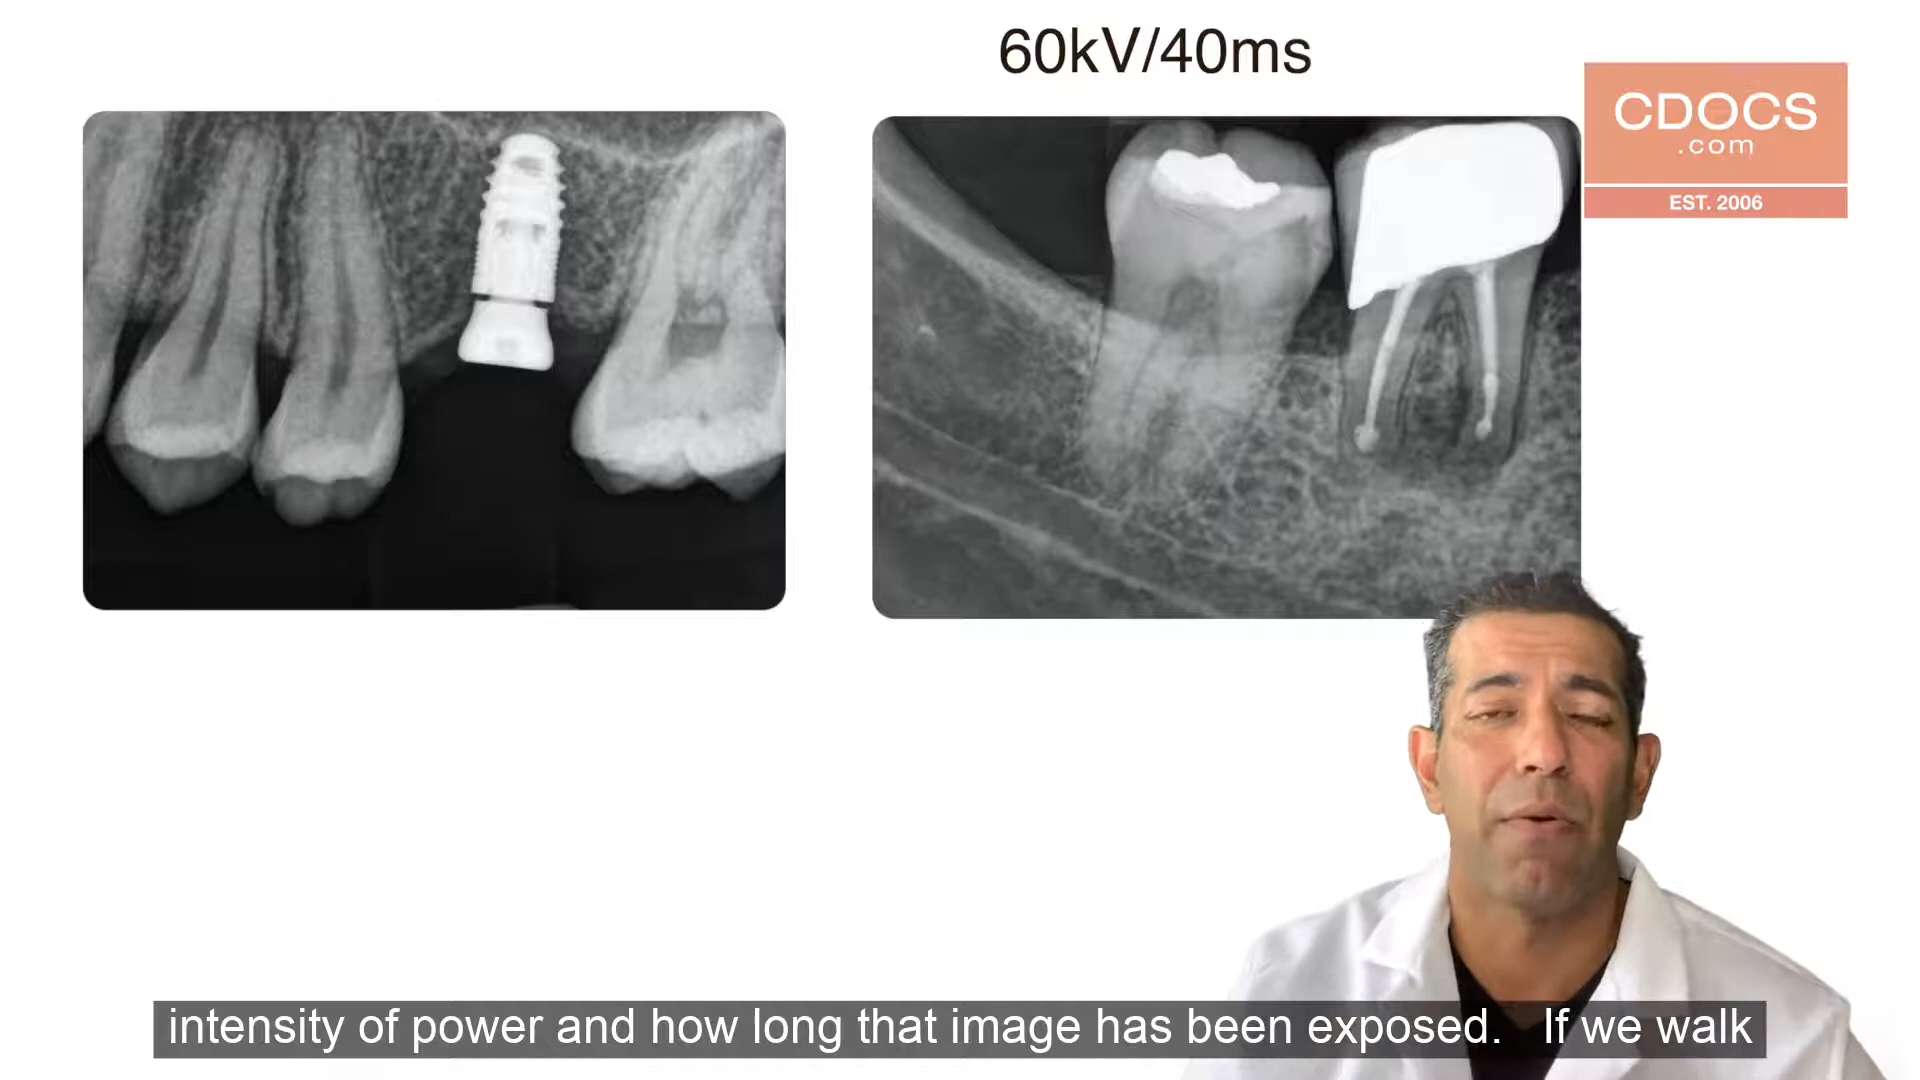 60kV/40ms
CDOCS
.com
EST. 2006
intensity of power and how long that image has been exposed. If we walk